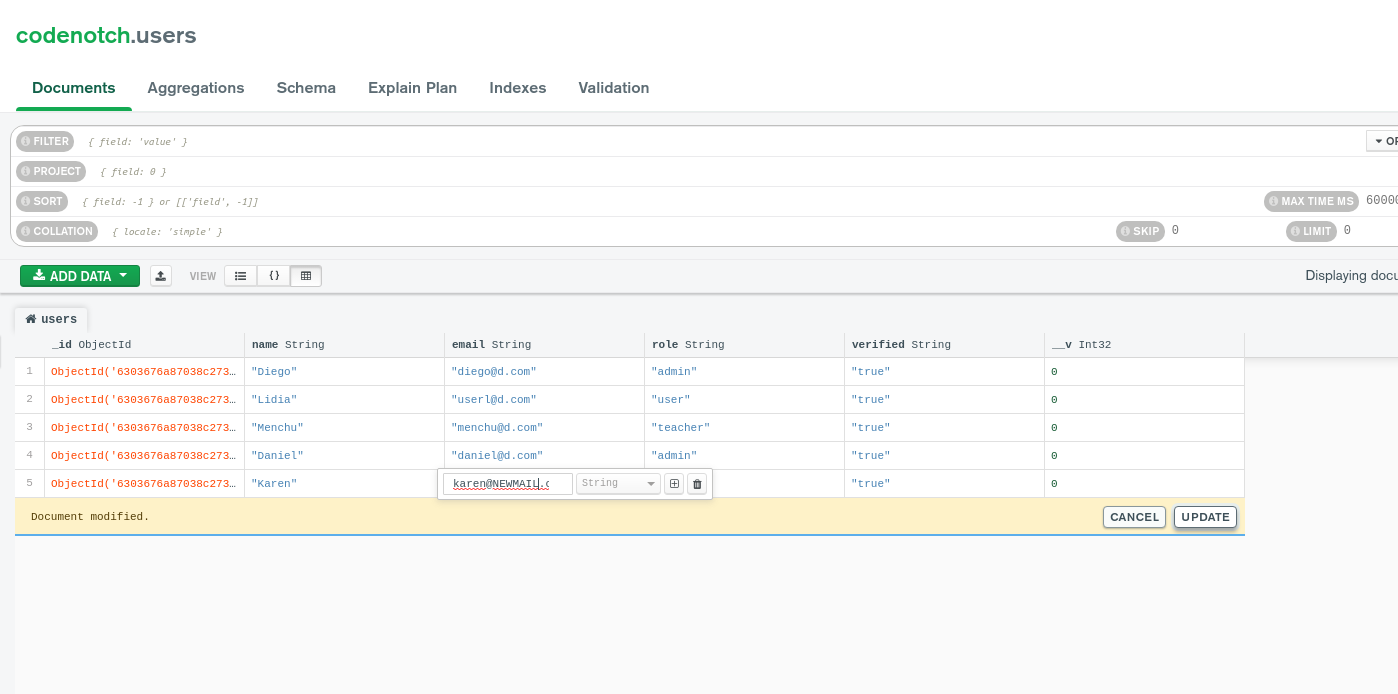 codenotch.users
Documents Aggregations Schema Explain Plan Indexes Validation
FILTER { field: 'value' }
PROJECT { field: 0 }
SORT { field: -1 } or [['field', -1]] MAX TIME MS 60000
COLLATION { locale: 'simple' } SKIP 0 LIMIT 0
ADD DATA VIEW { } Displaying
users
_id ObjectId name String email String role String verified String __v Int32
1 ObjectId('6303676a87038c273… "Diego" "diego@d.com" "admin" "true" 0
2 ObjectId('6303676a87038c273… "Lidia" "userl@d.com" "user" "true" 0
3 ObjectId('6303676a87038c273… "Menchu" "menchu@d.com" "teacher" "true" 0
4 ObjectId('6303676a87038c273… "Daniel" "daniel@d.com" "admin" "true" 0
5 ObjectId('6303676a87038c273… "Karen" karen@NEWMAIL.c String "true" 0
Document modified. CANCEL UPDATE